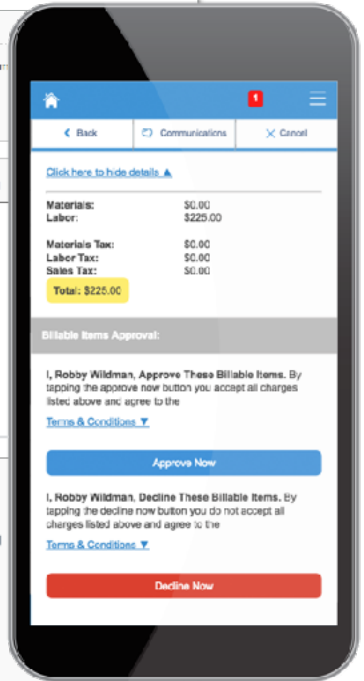 1
Back
Communications
Cancel
Click here to hide details ▲
Materials: $0.00
Labor: $225.00
Materials Tax: $0.00
Labor Tax: $0.00
Sales Tax: $0.00
Total: $225.00
Billable Items Approval:
I, Robby Wildman, Approve These Billable Items. By
tapping the approve now button you accept all charges
listed above and agree to the
Terms & Conditions ▼
Approve Now
I, Robby Wildman, Decline These Billable Items. By
tapping the decline now button you do not accept all
charges listed above and agree to the
Terms & Conditions ▼
Decline Now